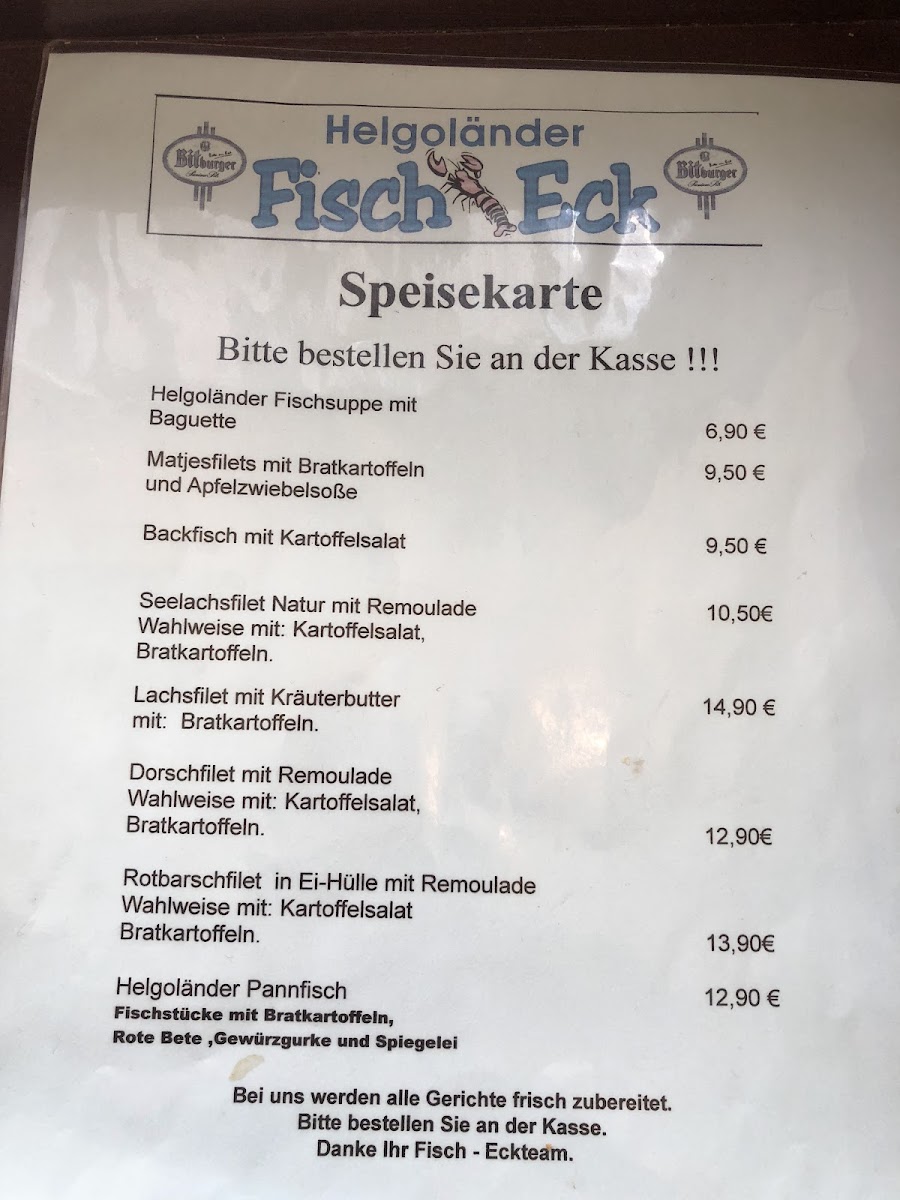 Helgoländer
Bitburger Fisch Eck Bitburger
Speisekarte
Bitte bestellen Sie an der Kasse !!!
Helgoländer Fischsuppe mit
Baguette 6,90 €
Matjesfilets mit Bratkartoffeln 9,50 €
und Apfelzwiebelsoße
Backfisch mit Kartoffelsalat 9,50 €
Seelachsfilet Natur mit Remoulade 10,50€
Wahlweise mit: Kartoffelsalat,
Bratkartoffeln.
Lachsfilet mit Kräuterbutter 14,90 €
mit: Bratkartoffeln.
Dorschfilet mit Remoulade
Wahlweise mit: Kartoffelsalat,
Bratkartoffeln. 12,90€
Rotbarschfilet in Ei-Hülle mit Remoulade
Wahlweise mit: Kartoffelsalat
Bratkartoffeln. 13,90€
Helgoländer Pannfisch 12,90 €
Fischstücke mit Bratkartoffeln,
Rote Bete ,Gewürzgurke und Spiegelei
Bei uns werden alle Gerichte frisch zubereitet.
Bitte bestellen Sie an der Kasse.
Danke Ihr Fisch - Eckteam.